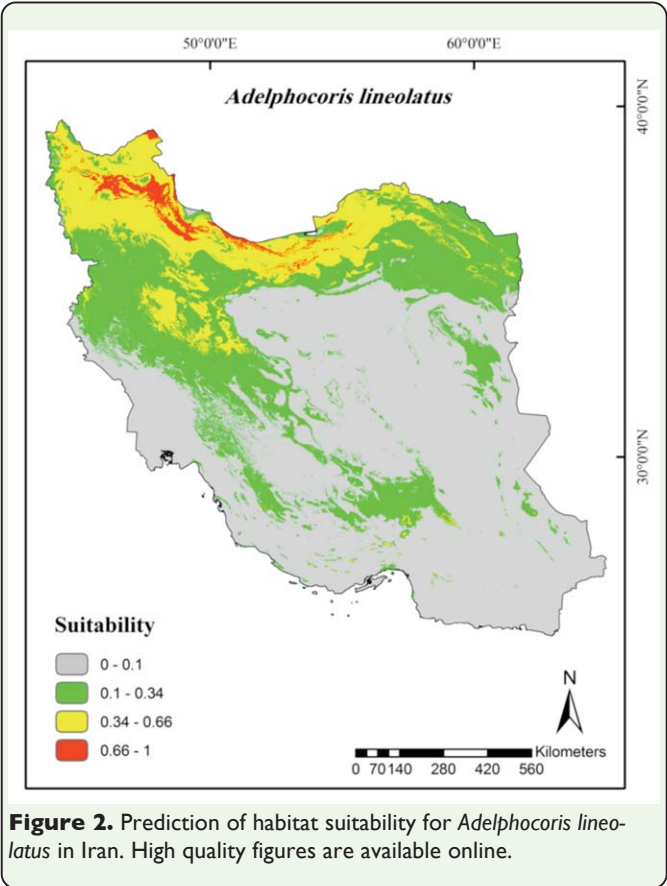 50°0'0"E 60°0'0"E
Adelphocoris lineolatus
40°0'0"N
30°0'0"N
Suitability
0 - 0.1
0.1 - 0.34
0.34 - 0.66
0.66 - 1
N
Kilometers
0 70 140 280 420 560
Figure 2. Prediction of habitat suitability for Adelphocoris lineo-
latus in Iran. High quality figures are available online.